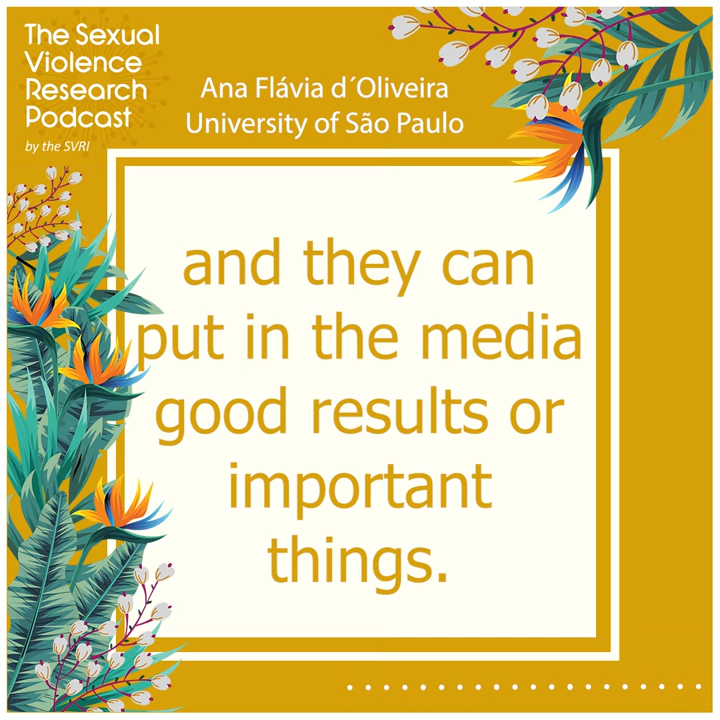 The Sexual
Violence
Research
Podcast
by the SVRI
Ana Flávia d´Oliveira
University of São Paulo
and they can
put in the media
good results or
important
things.